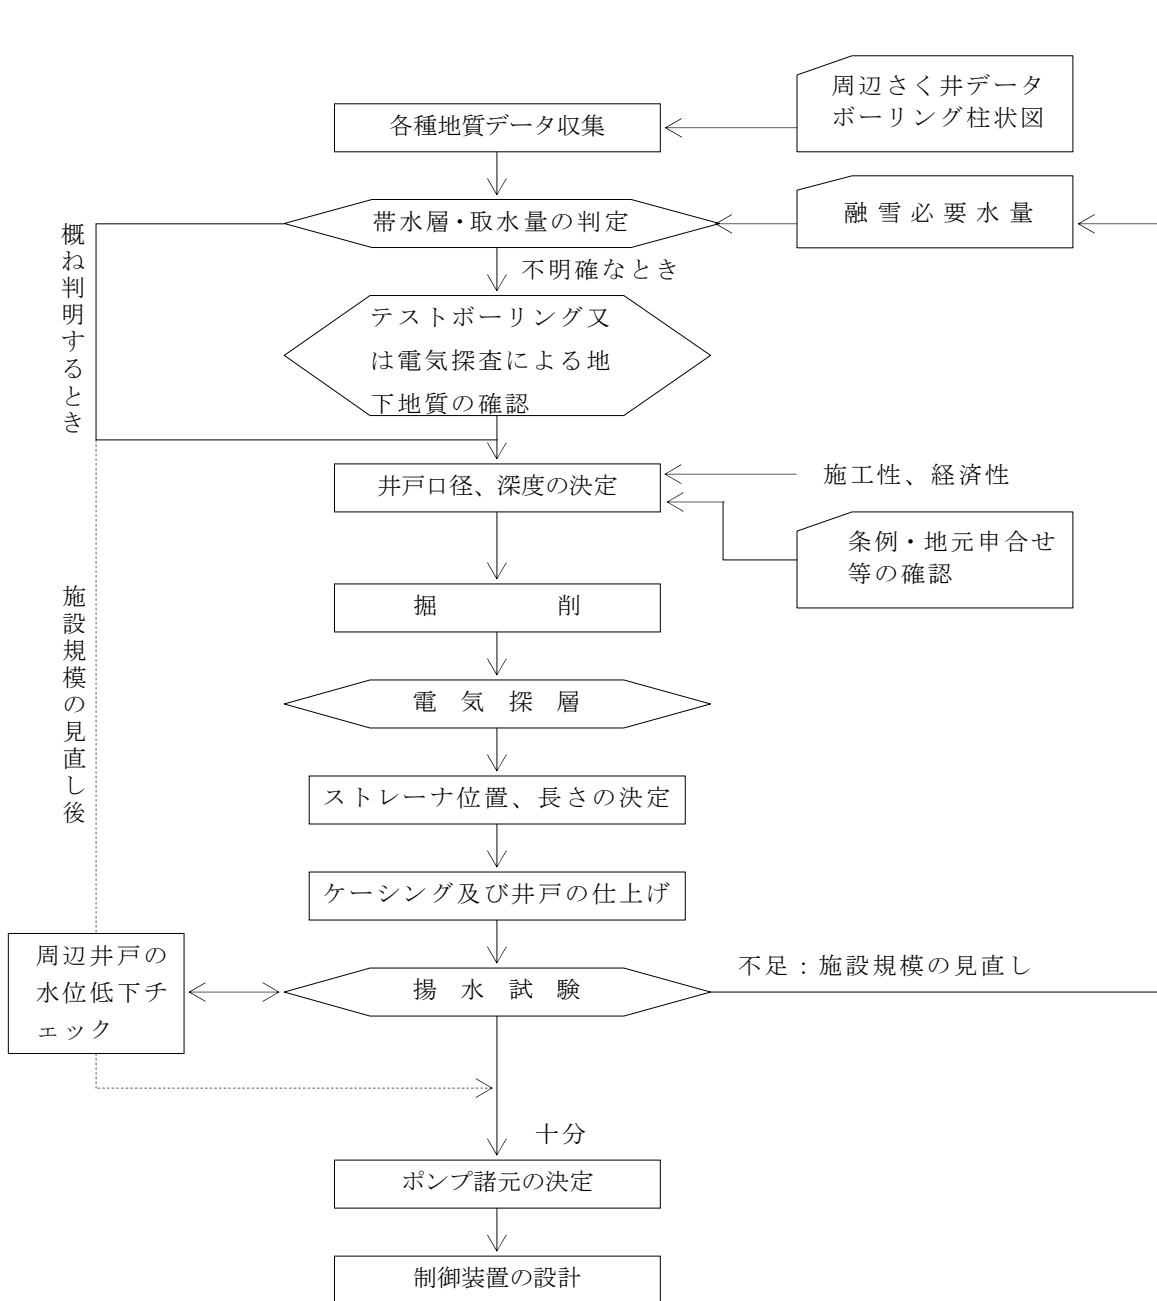 周辺さく井データ
ボーリング柱状図
各種地質データ収集
融雪必要水量
帯水層・取水量の判定
概ね判明するとき
不明確なとき
テストボーリング又
は電気探査による地
下地質の確認
井戸口径、深度の決定
施工性、経済性
条例・地元申合せ
等の確認
掘削
施設規模の見直し後
電気探層
ストレーナ位置、長さの決定
ケーシング及び井戸の仕上げ
周辺井戸の
水位低下チ
ェック
揚水試験
不足：施設規模の見直し
十分
ポンプ諸元の決定
制御装置の設計